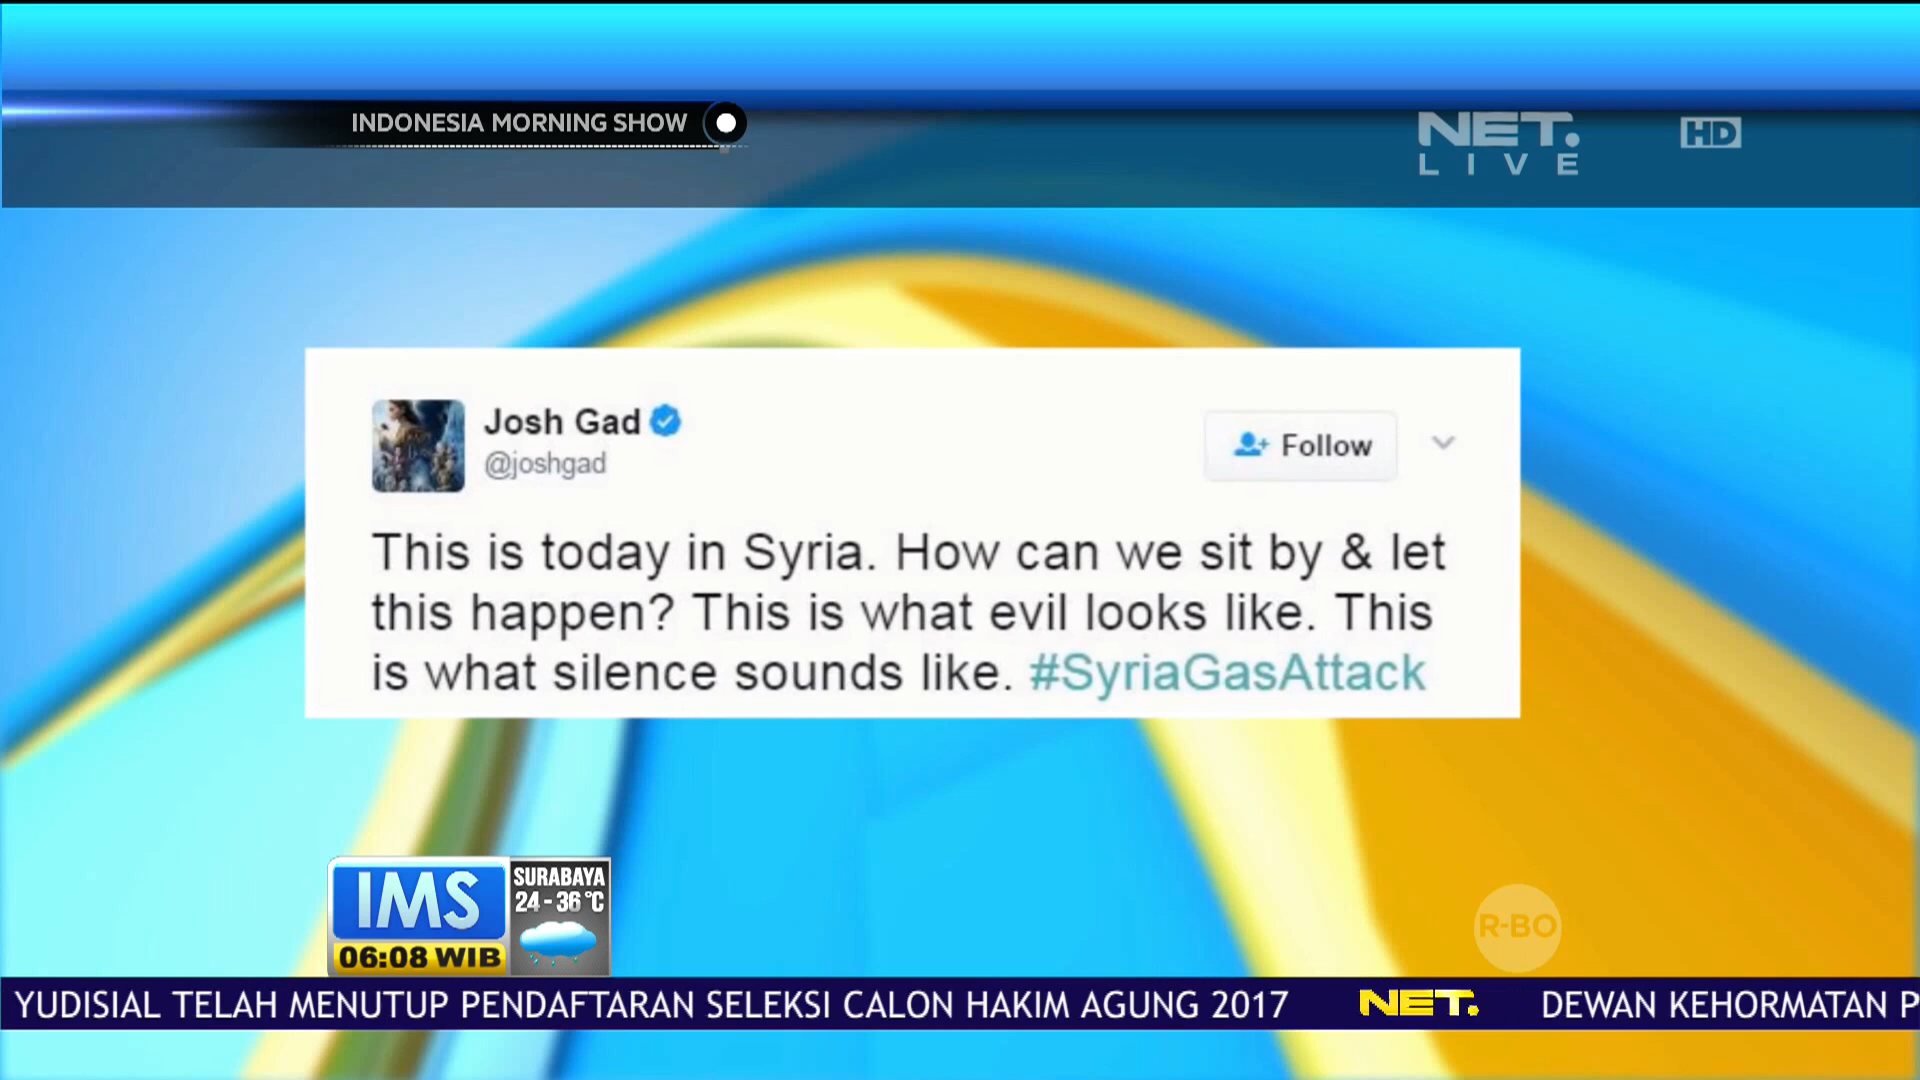 INDONESIA MORNING SHOW
NET.
LIVE
HD
Josh Gad
@joshgad
Follow
This is today in Syria. How can we sit by & let
this happen? This is what evil looks like. This
is what silence sounds like. #SyriaGasAttack
IMS
06:08 WIB
SURABAYA
24-36°C
R-BO
YUDISIAL TELAH MENUTUP PENDAFTARAN SELEKSI CALON HAKIM AGUNG 2017 NET. DEWAN KEHORMATAN P